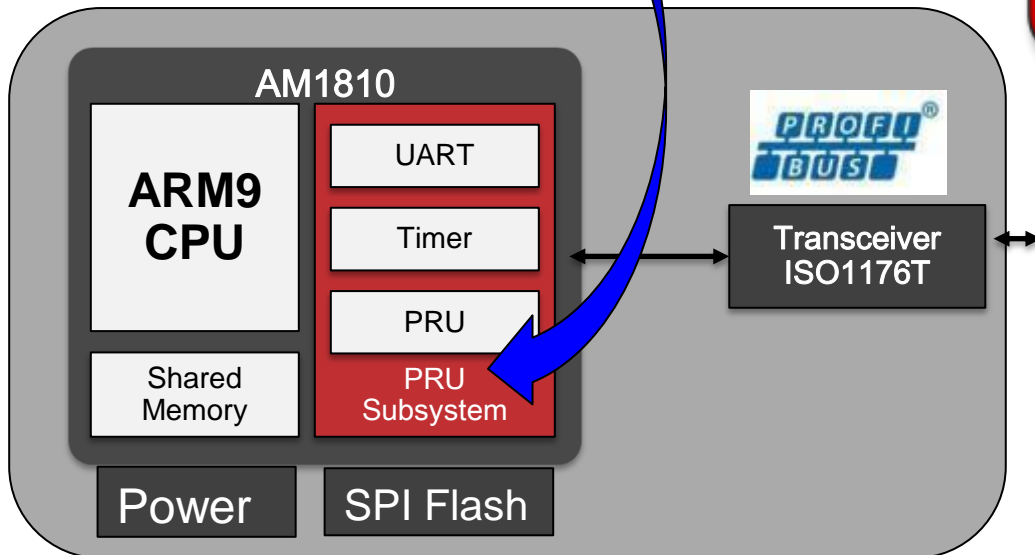 AM1810
ARM9
CPU
Shared
Memory
UART
Timer
PRU
PRU
Subsystem
PROFI®
BUS
Transceiver
ISO1176T
Power
SPI Flash